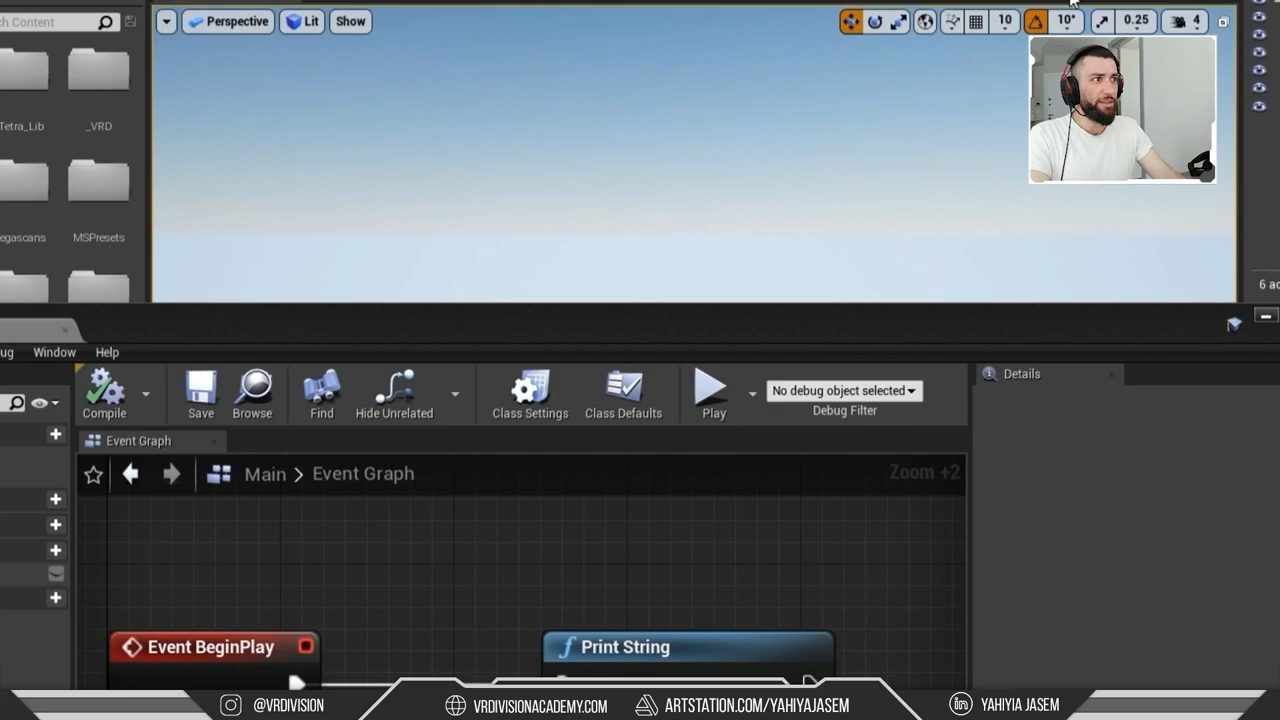 ch Content
Perspective
Lit
Show
10
10°
0.25
4
Tetra_Lib
_VRD
egascans
MSPresets
6 ac
ug
Window
Help
Compile
Save
Browse
Find
Hide Unrelated
Class Settings
Class Defaults
Play
No debug object selected
Debug Filter
Details
Event Graph
Main > Event Graph
Zoom +2
Event BeginPlay
f Print String
@VRDIVISION
VRDIVISIONACADEMY.COM
ARTSTATION.COM/YAHIYAJASEM
YAHIYIA JASEM